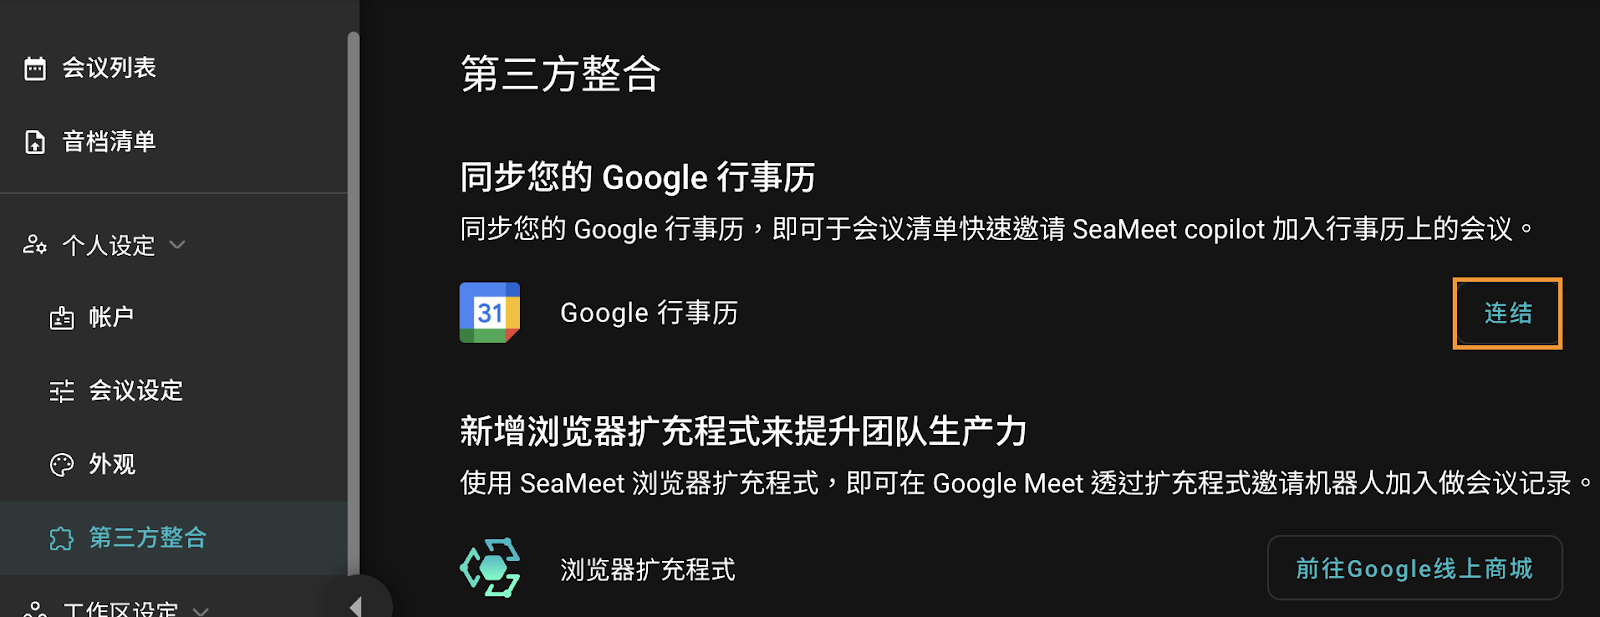 会议列表
音档清单
个人设定
帐户
会议设定
外观
第三方整合
工作区设定
第三方整合
同步您的 Google 行事历
同步您的 Google 行事历，即可于会议清单快速邀请 SeaMeet copilot 加入行事历上的会议。
31
Google 行事历
连结
新增浏览器扩充程式来提升团队生产力
使用 SeaMeet 浏览器扩充程式，即可在 Google Meet 透过扩充程式邀请机器人加入做会议记录。
浏览器扩充程式
前往Google线上商城